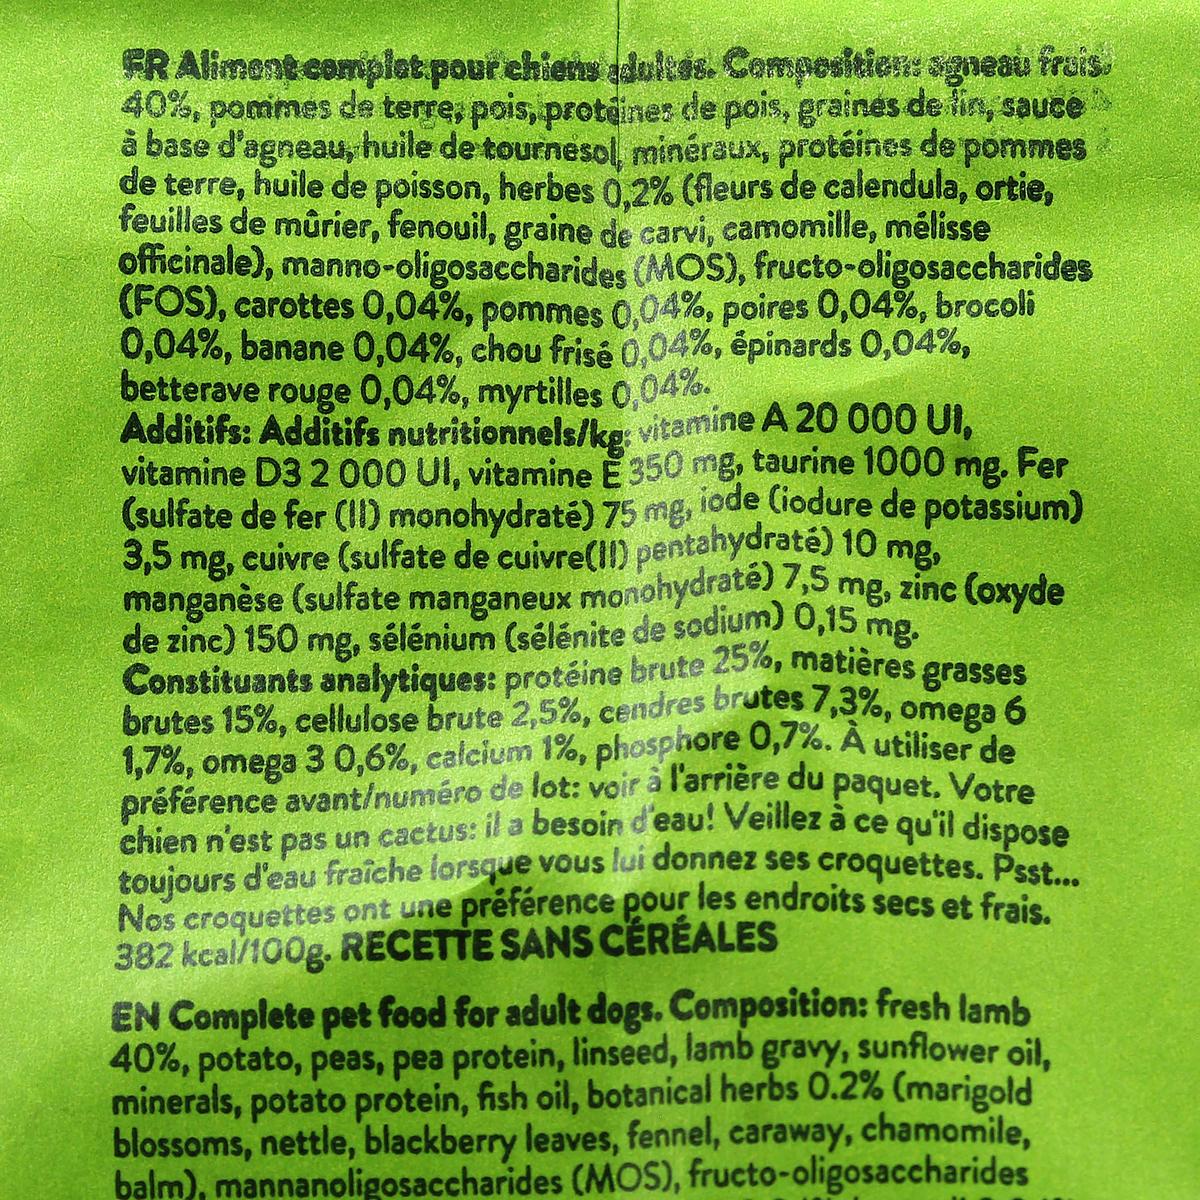 FR Aliment complet pour chiens adultes. Composition: agneau frais
40%, pommes de terre, pois, protéines de pois, graines de lin, sauce
à base d'agneau, huile de tournesol, minéraux, protéines de pommes
de terre, huile de poisson, herbes 0,2% (fleurs de calendula, ortie,
feuilles de mûrier, fenouil, graine de carvi, camomille, mélisse
officinale), manno-oligosaccharides (MOS), fructo-oligosaccharides
(FOS), carottes 0,04%, pommes 0,04%, poires 0,04%, brocoli
0,04%, banane 0,04%, chou frisé 0,04%, épinards 0,04%,
betterave rouge 0,04%, myrtilles 0,04%.
Additifs: Additifs nutritionnels/kg: vitamine A 20 000 UI,
vitamine D3 2 000 UI, vitamine E 350 mg, taurine 1000 mg. Fer
(sulfate de fer (II) monohydraté) 75 mg, iode (iodure de potassium)
3,5 mg, cuivre (sulfate de cuivre(II) pentahydraté) 10 mg,
manganèse (sulfate manganeux monohydraté) 7,5 mg, zinc (oxyde
de zinc) 150 mg, sélénium (sélénite de sodium) 0,15 mg.
Constituants analytiques: protéine brute 25%, matières grasses
brutes 15%, cellulose brute 2,5%, cendres brutes 7,3%, omega 6
1,7%, omega 3 0,6%, calcium 1%, phosphore 0,7%. À utiliser de
préférence avant/numéro de lot: voir à l'arrière du paquet. Votre
chien n'est pas un cactus: il a besoin d'eau! Veillez à ce qu'il dispose
toujours d'eau fraîche lorsque vous lui donnez ses croquettes. Psst...
Nos croquettes ont une préférence pour les endroits secs et frais.
382 kcal/100g. RECETTE SANS CÉRÉALES
EN Complete pet food for adult dogs. Composition: fresh lamb
40%, potato, peas, pea protein, linseed, lamb gravy, sunflower oil,
minerals, potato protein, fish oil, botanical herbs 0.2% (marigold
blossoms, nettle, blackberry leaves, fennel, caraway, chamomile,
balm), mannanoligosaccharides (MOS), fructo-oligosaccharides